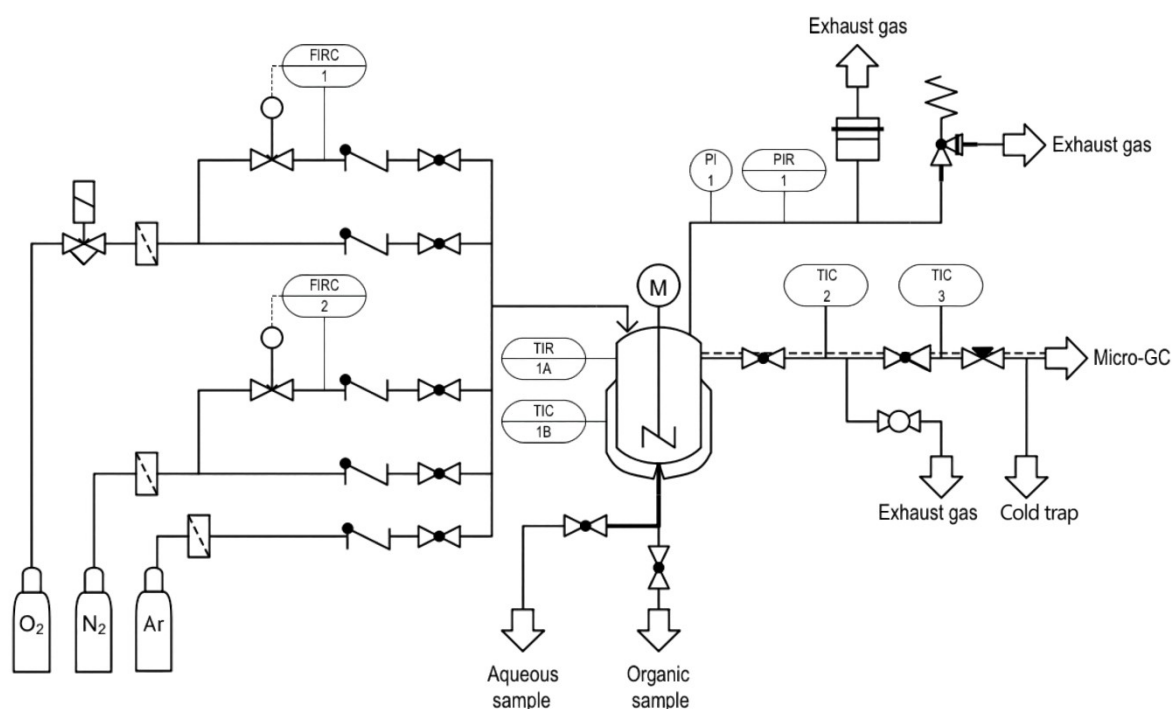 Exhaust gas
FIRC
1
Exhaust gas
PI
1
PIR
1
FIRC
2
M
TIC
2
TIC
3
TIR
1A
Micro-GC
TIC
1B
Exhaust gas
Cold trap
O₂
N₂
Ar
Aqueous
sample
Organic
sample